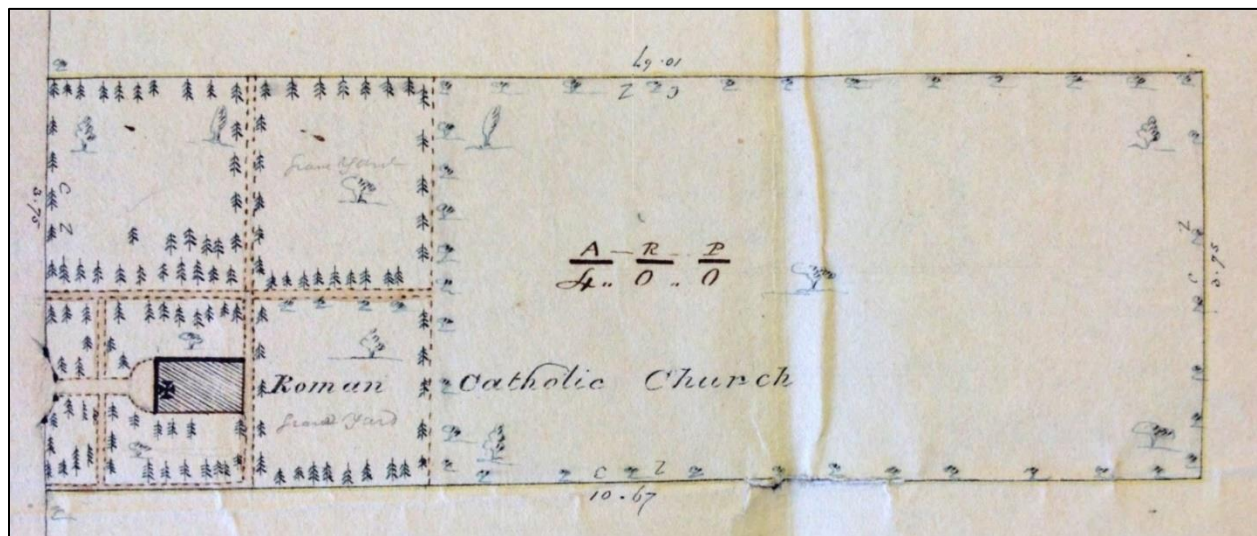 10.67
C Z
Grave Yard
3.75
C Z
A R P
4 .. 0 .. 0
Z C
3.75
Roman Catholic Church
Grave Yard
C Z
10.67